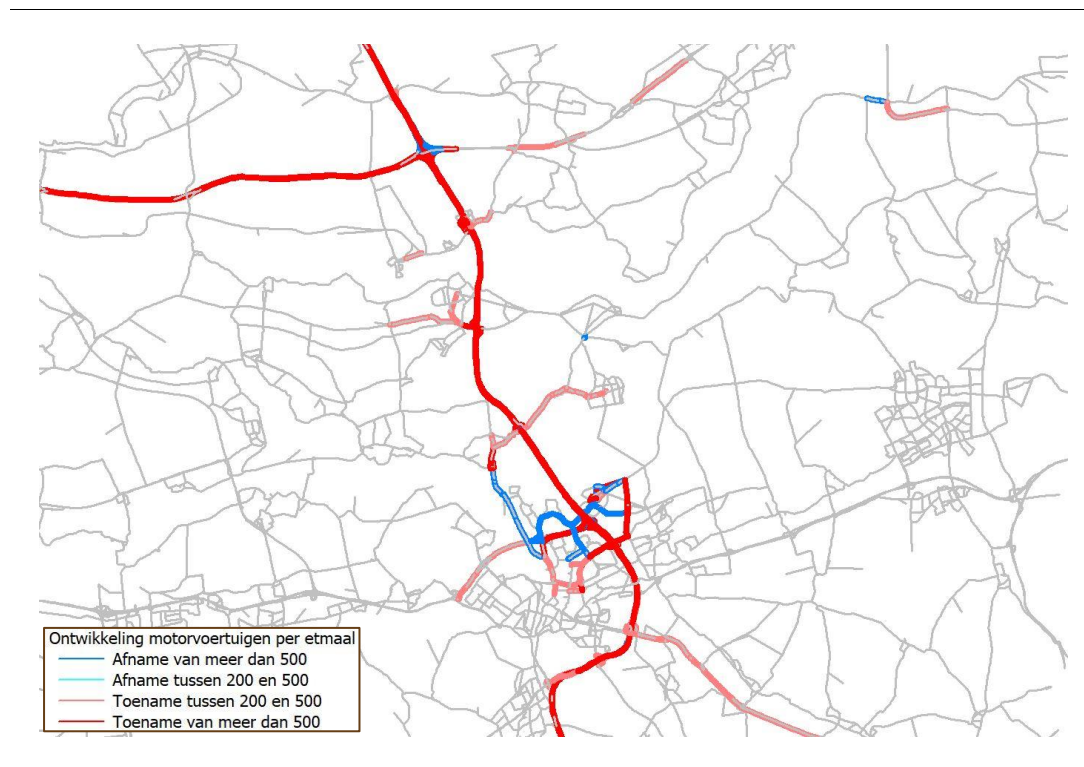 Ontwikkeling motorvoertuigen per etmaal
Afname van meer dan 500
Afname tussen 200 en 500
Toename tussen 200 en 500
Toename van meer dan 500